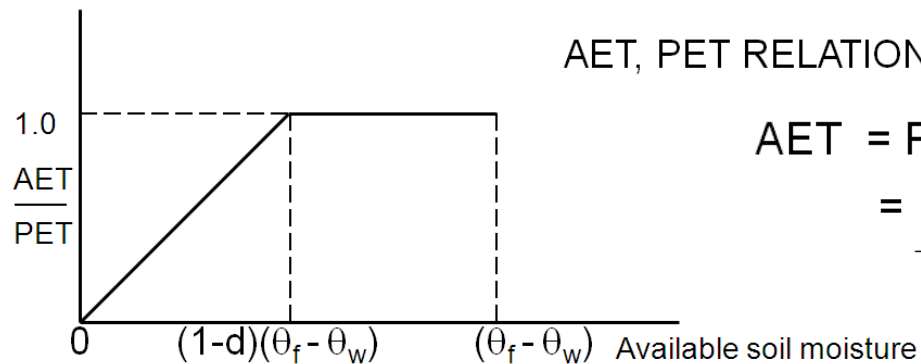 AET, PET RELATION
1.0
AET = P
AET
PET
=
0 (1-d)(θf - θw) (θf - θw) Available soil moisture